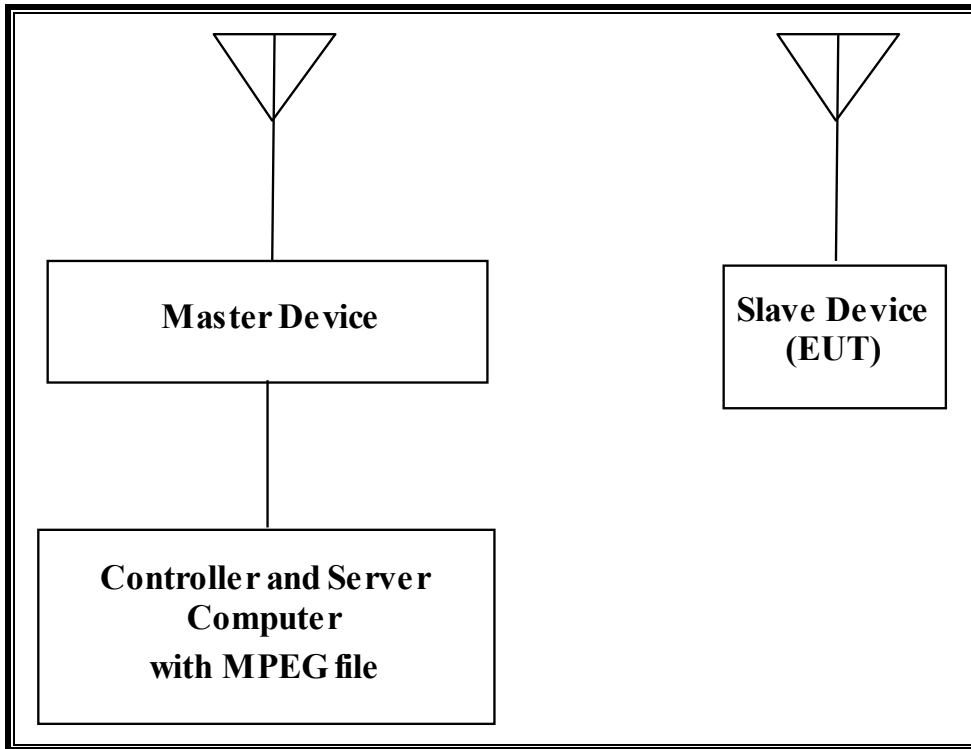 Master Device
Slave Device
(EUT)
Controller and Server
Computer
with MPEG file